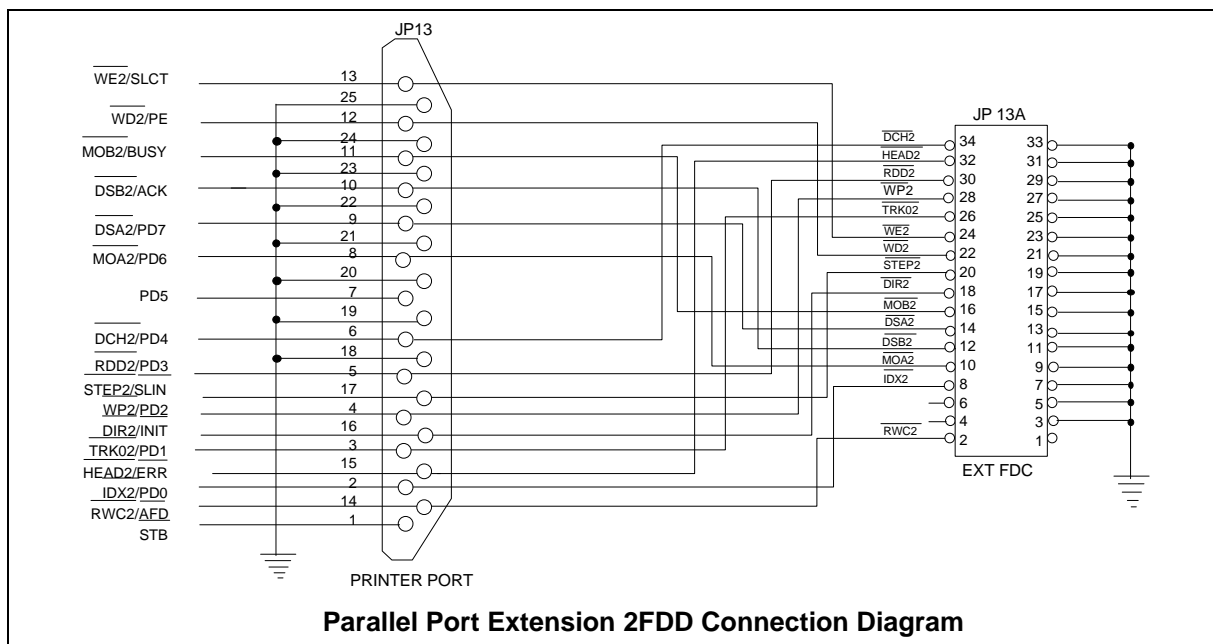 JP13
WE2/SLCT
13
25
WD2/PE
12
24
MOB2/BUSY
11
23
DSB2/ACK
10
22
DSA2/PD7
9
21
MOA2/PD6
8
20
PD5
7
19
DCH2/PD4
6
18
RDD2/PD3
5
STEP2/SLIN
17
WP2/PD2
4
DIR2/INIT
16
TRK02/PD1
3
HEAD2/ERR
15
IDX2/PD0
2
RWC2/AFD
14
STB
1
PRINTER PORT
JP 13A
DCH2 34 33
HEAD2 32 31
RDD2 30 29
WP2 28 27
TRK02 26 25
WE2 24 23
WD2 22 21
STEP2 20 19
DIR2 18 17
MOB2 16 15
DSA2 14 13
DSB2 12 11
MOA2 10 9
IDX2 8 7
6 5
4 3
RWC2 2 1
EXT FDC
Parallel Port Extension 2FDD Connection Diagram